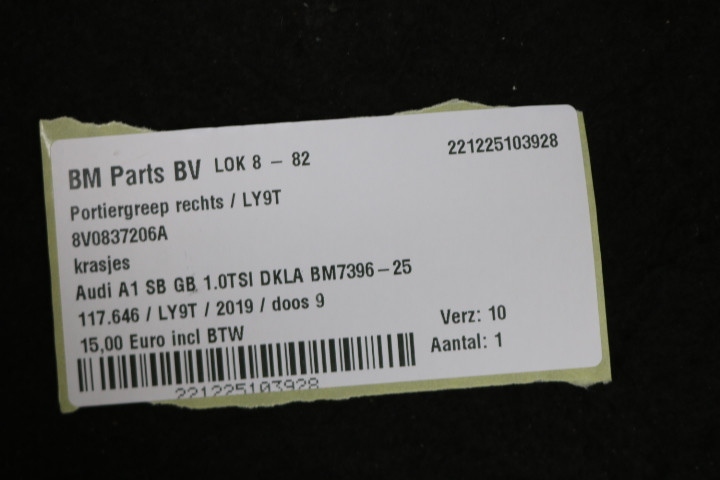 BM Parts BV LOK 8 - 82 221225103928
Portiergreep rechts / LY9T
8V0837206A
krasjes
Audi A1 SB GB 1.0TSI DKLA BM7396-25
117.646 / LY9T / 2019 / doos 9
15,00 Euro incl BTW
Verz: 10
Aantal: 1
221225103928